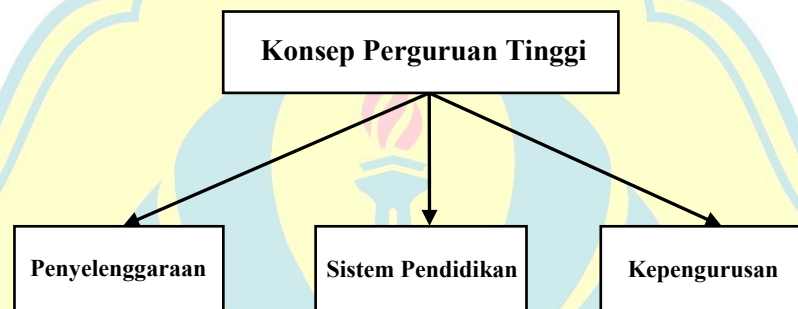 Konsep Perguruan Tinggi
Penyelenggaraan
Sistem Pendidikan
Kepengurusan